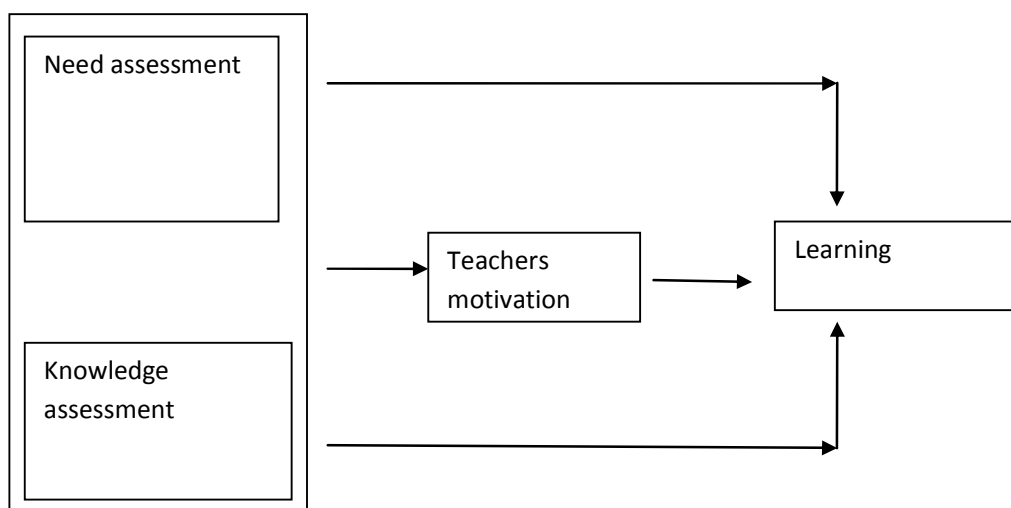 Need assessment
Teachers
motivation
Learning
Knowledge
assessment